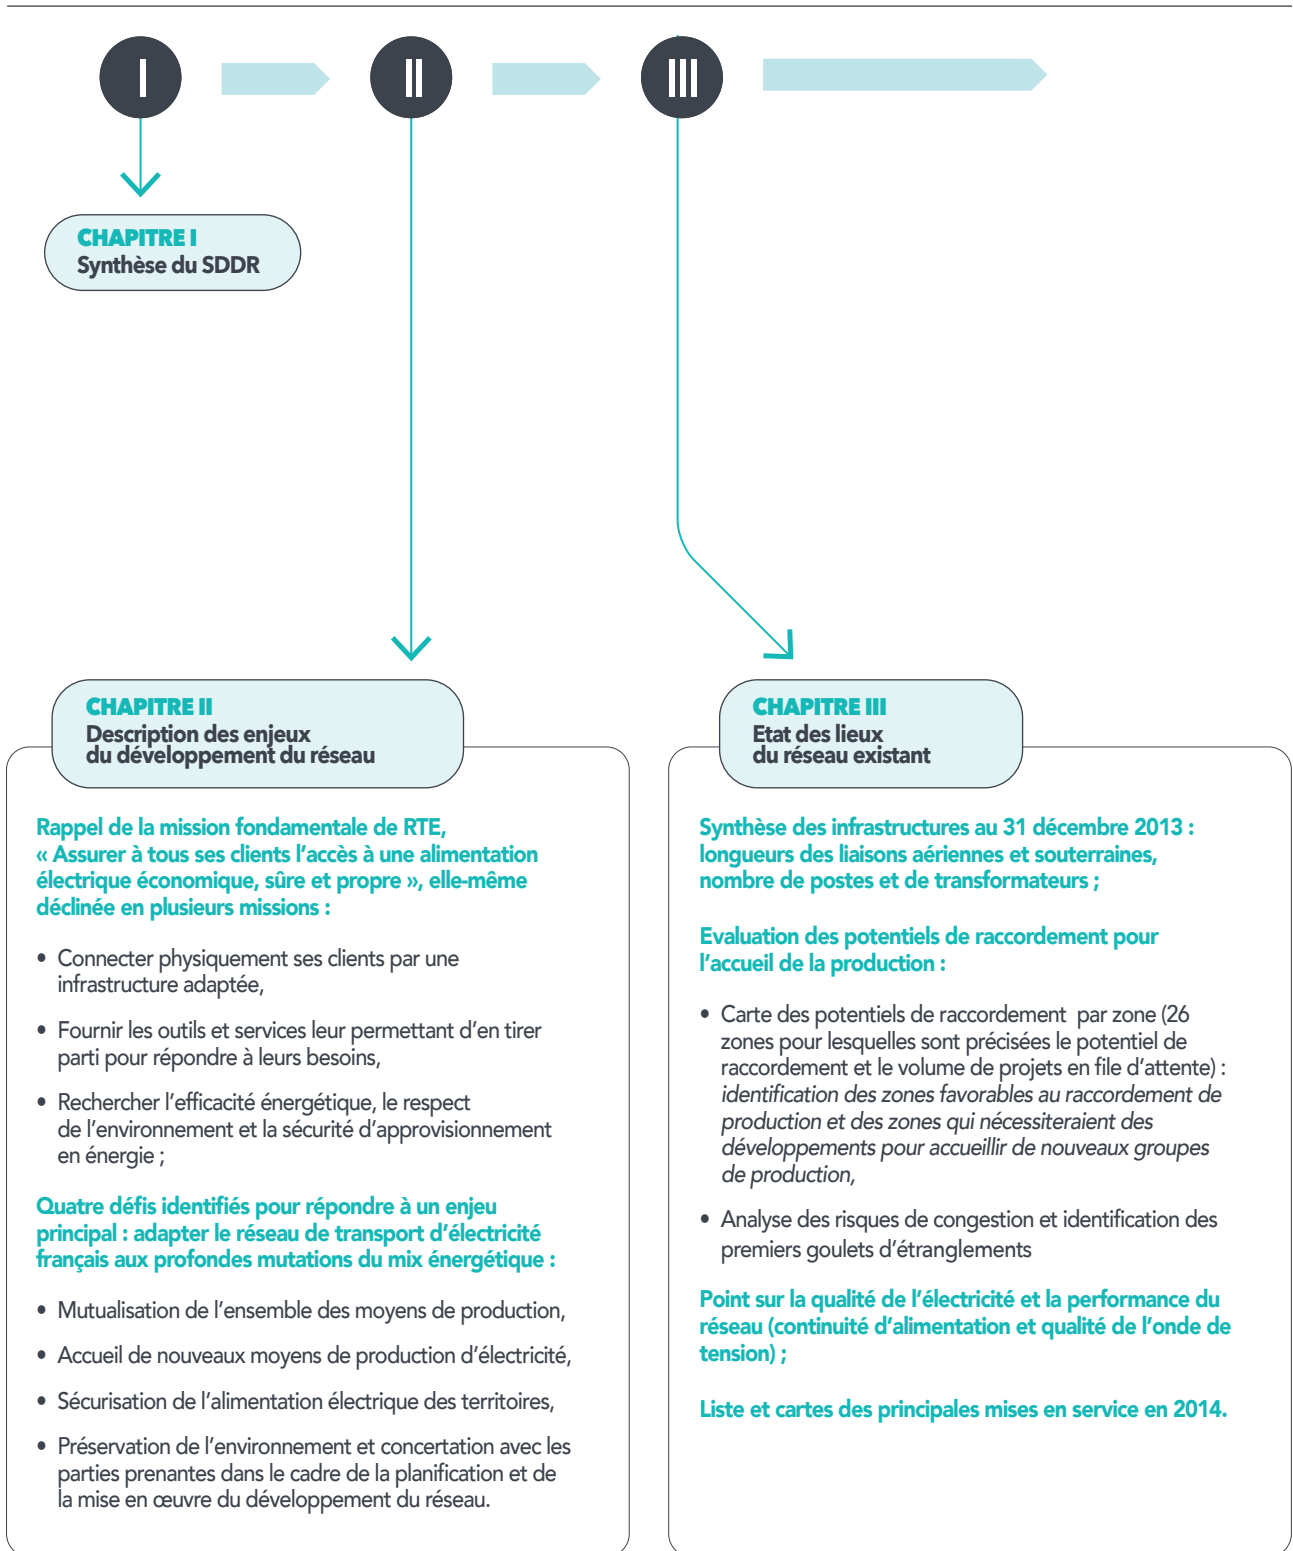 I
II
III
CHAPITRE I
Synthèse du SDDR
CHAPITRE II
Description des enjeux
du développement du réseau
Rappel de la mission fondamentale de RTE,
« Assurer à tous ses clients l’accès à une alimentation
électrique économique, sûre et propre », elle-même
déclinée en plusieurs missions :
• Connecter physiquement ses clients par une
infrastructure adaptée,
• Fournir les outils et services leur permettant d’en tirer
parti pour répondre à leurs besoins,
• Rechercher l’efficacité énergétique, le respect
de l’environnement et la sécurité d’approvisionnement
en énergie ;
Quatre défis identifiés pour répondre à un enjeu
principal : adapter le réseau de transport d’électricité
français aux profondes mutations du mix énergétique :
• Mutualisation de l’ensemble des moyens de production,
• Accueil de nouveaux moyens de production d’électricité,
• Sécurisation de l’alimentation électrique des territoires,
• Préservation de l’environnement et concertation avec les
parties prenantes dans le cadre de la planification et de
la mise en œuvre du développement du réseau.
CHAPITRE III
Etat des lieux
du réseau existant
Synthèse des infrastructures au 31 décembre 2013 :
longueurs des liaisons aériennes et souterraines,
nombre de postes et de transformateurs ;
Evaluation des potentiels de raccordement pour
l’accueil de la production :
• Carte des potentiels de raccordement par zone (26
zones pour lesquelles sont précisées le potentiel de
raccordement et le volume de projets en file d’attente) :
identification des zones favorables au raccordement de
production et des zones qui nécessiteraient des
développements pour accueillir de nouveaux groupes
de production,
• Analyse des risques de congestion et identification des
premiers goulets d’étranglements
Point sur la qualité de l’électricité et la performance du
réseau (continuité d’alimentation et qualité de l’onde de
tension) ;
Liste et cartes des principales mises en service en 2014.